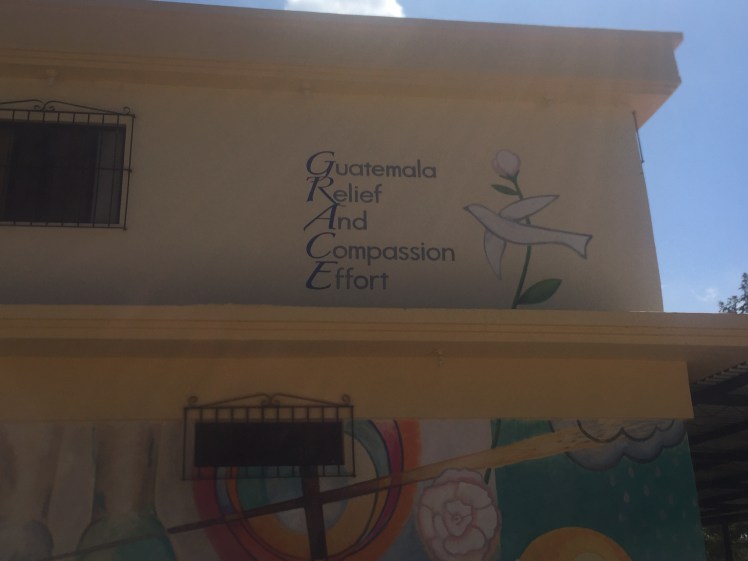 Guatemala
Relief
And
Compassion
Effort